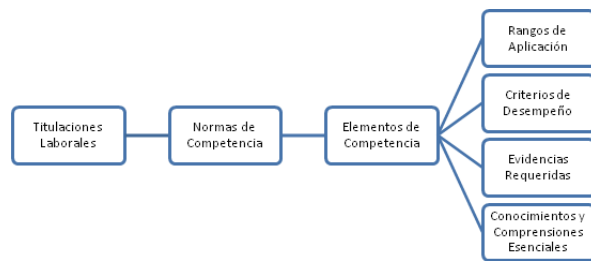 Titulaciones
Laborales
Normas de
Competencia
Elementos de
Competencia
Rangos de
Aplicación
Criterios de
Desempeño
Evidencias
Requeridas
Conocimientos y
Comprensiones
Esenciales